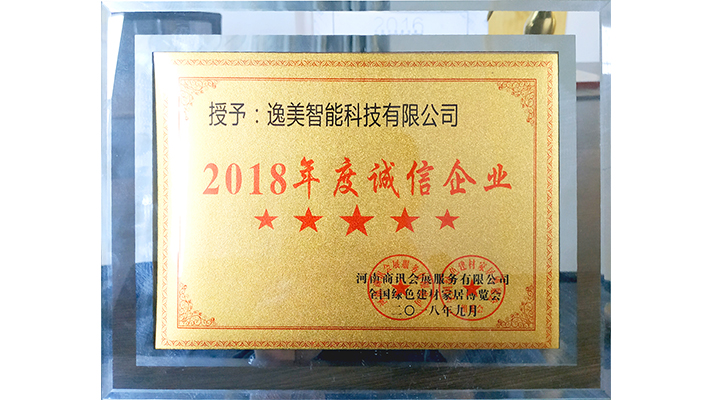 授予：逸美智能科技有限公司
2018年度诚信企业
河南商讯会展服务有限公司
全国绿色建材家居博览会
二〇一八年九月